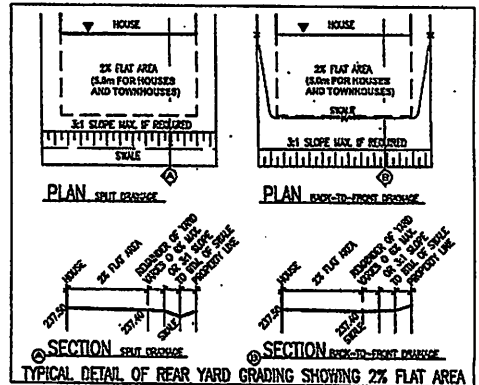 HOUSE
2% FLAT AREA
(5.0m FOR HOUSES
AND TOWNHOUSES)
3:1 SLOPE MAX. IF REQUIRED
SWALE
A
PLAN SPLIT DRAINAGE
HOUSE
2% FLAT AREA
(5.0m FOR HOUSES
AND TOWNHOUSES)
SWALE
3:1 SLOPE MAX. IF REQUIRED
B
PLAN BACK-TO-FRONT DRAINAGE
HOUSE
2% FLAT AREA
REMAINDER OF YARD
VARIES
MAX.
OR 3:1 SLOPE
TO BTM. OF SWALE
PROPERTY LINE
237.50
237.40
SWALE
A SECTION SPLIT DRAINAGE
HOUSE
2% FLAT AREA
REMAINDER OF YARD
VARIES
MAX.
OR 3:1 SLOPE
TO BTM. OF SWALE
PROPERTY LINE
237.50
237.40
SWALE
B SECTION BACK-TO-FRONT DRAINAGE
TYPICAL DETAIL OF REAR YARD GRADING SHOWING 2% FLAT AREA